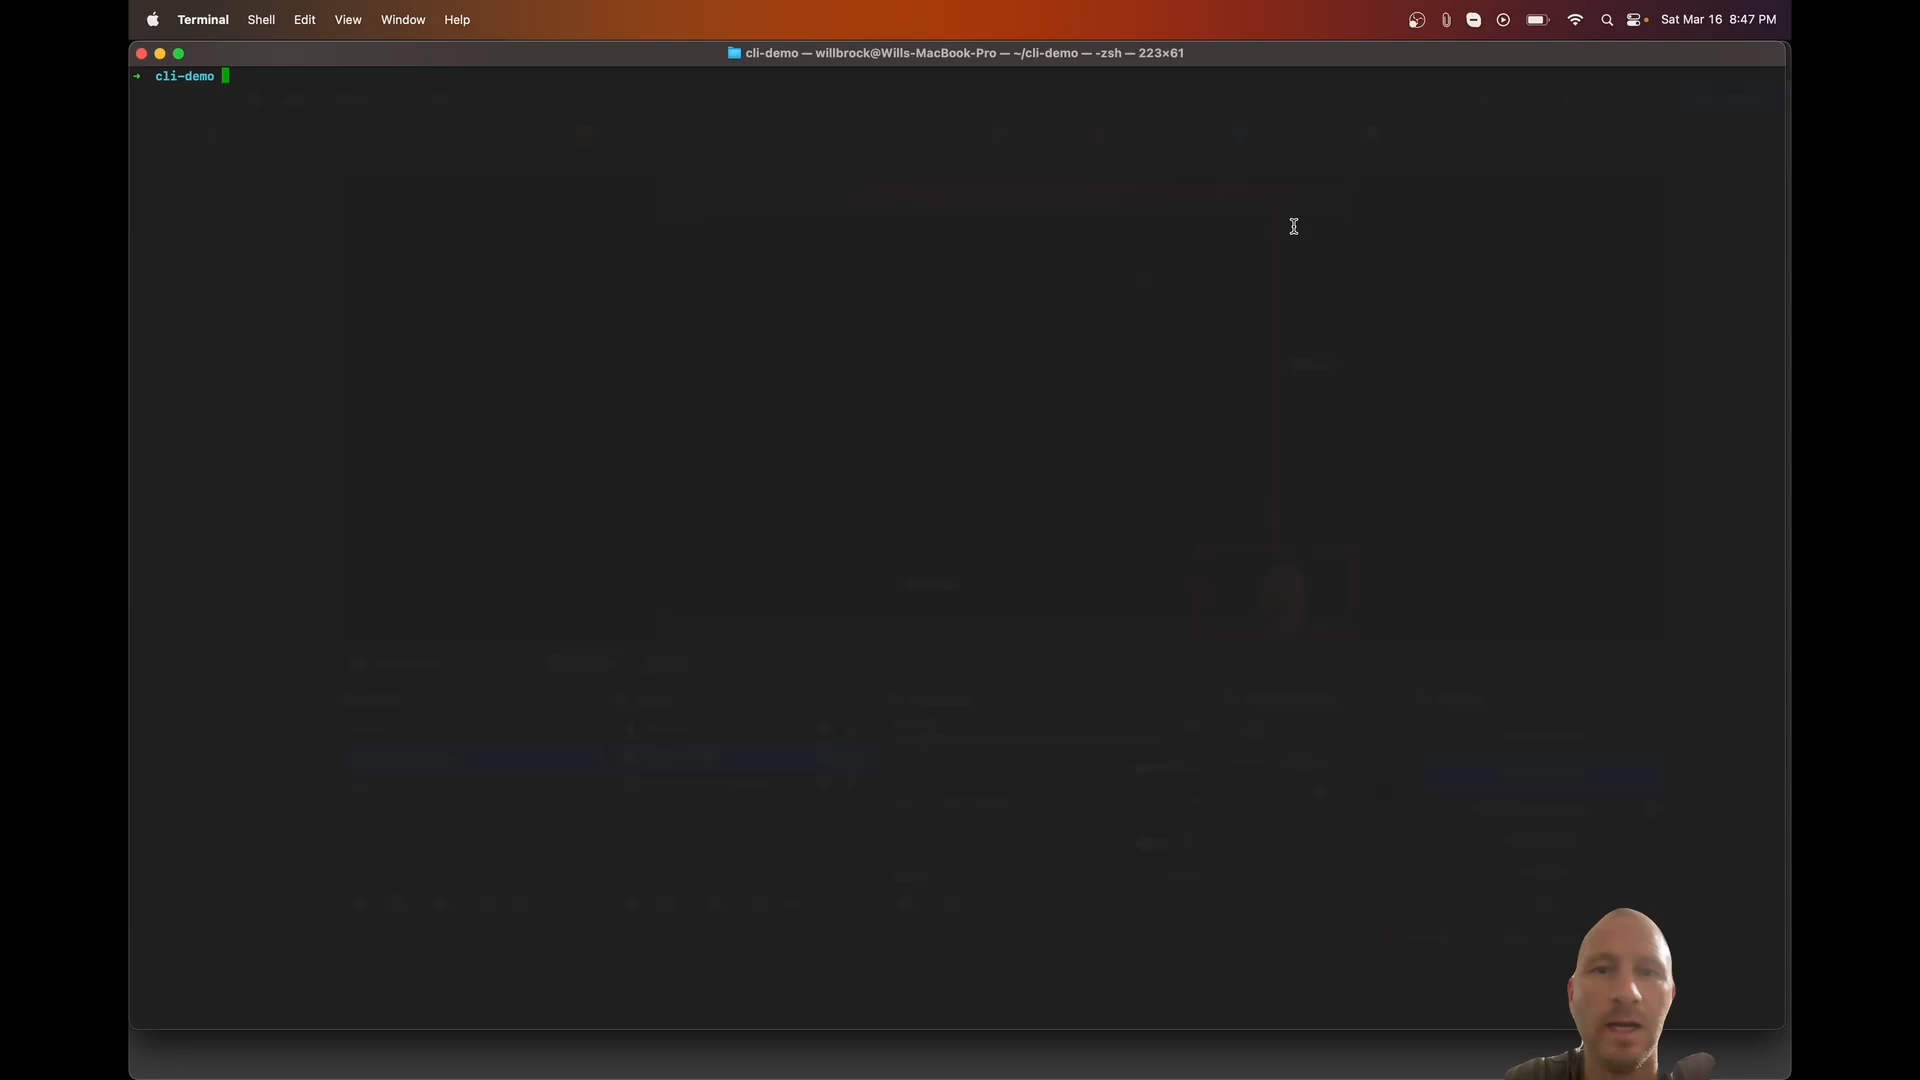 Terminal Shell Edit View Window Help Sat Mar 16 8:47 PM
cli-demo — willbrock@Wills-MacBook-Pro — ~/cli-demo — -zsh — 223×61
➜ cli-demo